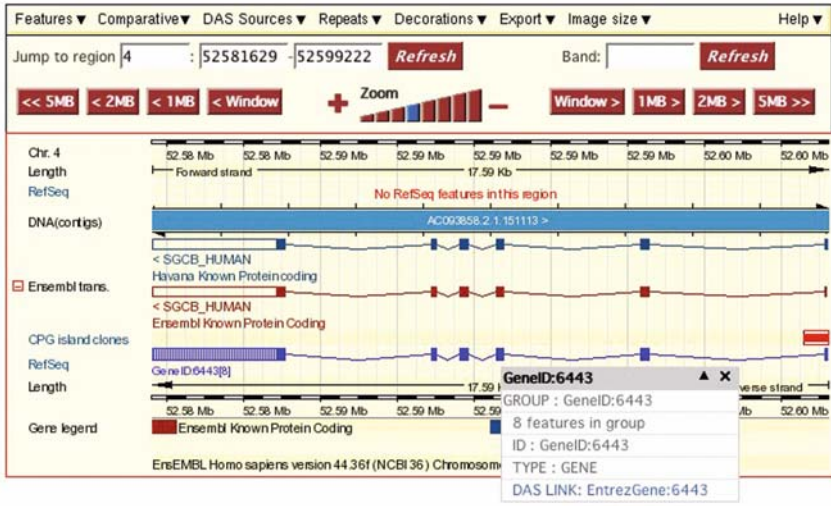 Features ▼ Comparative▼ DAS Sources ▼ Repeats ▼ Decorations ▼ Export ▼ Image size ▼ Help ▼
Jump to region 4 : 52581629 -52599222 Refresh Band: Refresh
<< 5MB < 2MB < 1MB < Window + Zoom − Window > 1MB > 2MB > 5MB >>
Chr. 4 52.58 Mb 52.58 Mb 52.59 Mb 52.59 Mb 52.59 Mb 52.59 Mb 52.59 Mb 52.60 Mb 52.60 Mb
Length Forward strand 17.59 Kb
RefSeq No RefSeq features in this region
DNA(contigs) AC093858.2.1.151113 >
< SGCB_HUMAN
Havana Known Protein coding
Ensembl trans.
< SGCB_HUMAN
Ensembl Known Protein Coding
CPG island clones
RefSeq
GeneID:6443[8]
Length 17.59 verse strand
52.58 Mb 52.58 Mb 52.59 Mb 52.59 Mb 52.59 Mb 52.60 Mb
Gene legend Ensembl Known Protein Coding
EnsEMBL Homo sapiens version 44.36f (NCBI 36) Chromosom
GeneID:6443 ▲ ×
GROUP : GeneID:6443
8 features in group
ID : GeneID:6443
TYPE : GENE
DAS LINK: EntrezGene:6443